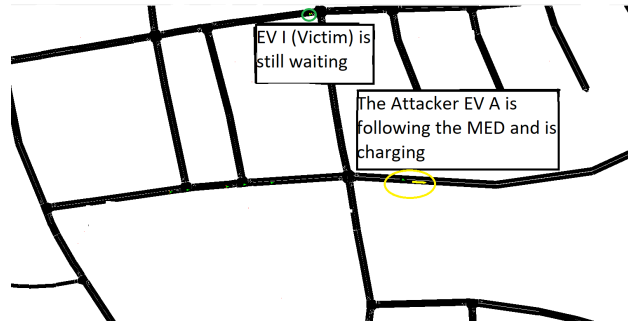 EV I (Victim) is
still waiting
The Attacker EV A is
following the MED and is
charging